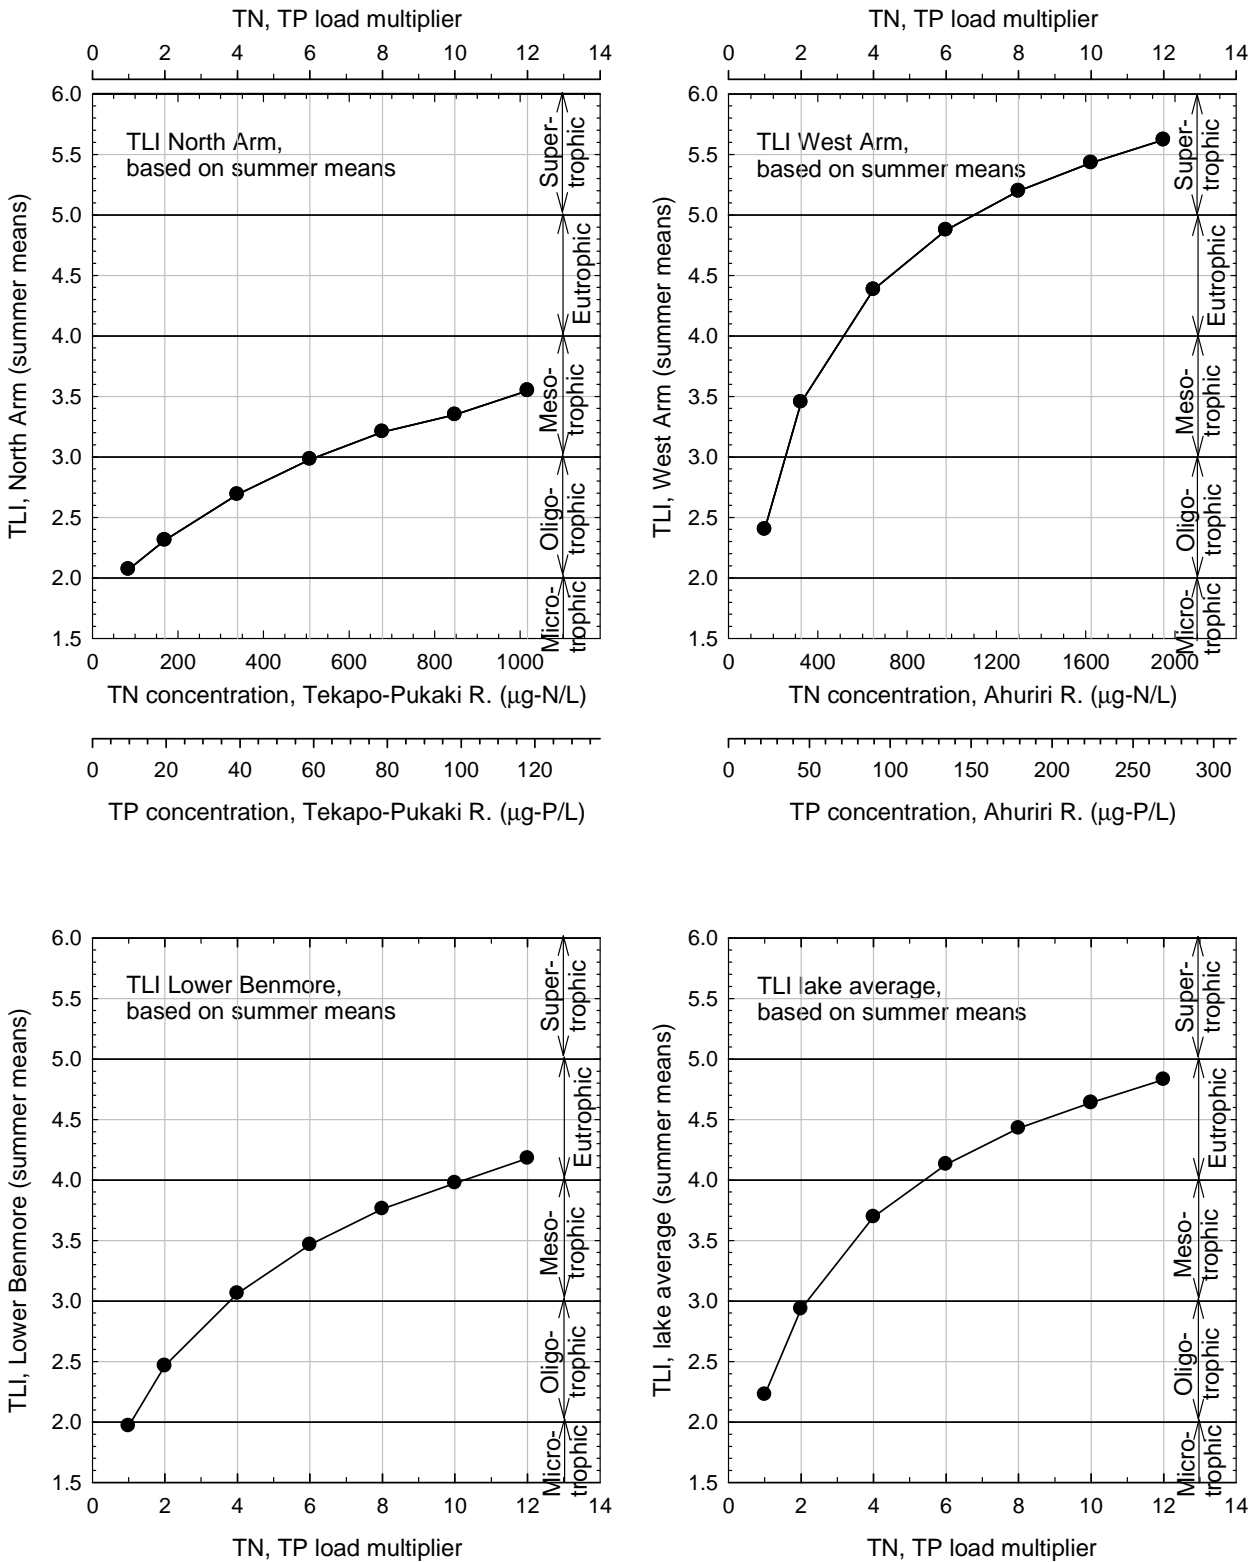 TN, TP load multiplier
0 2 4 6 8 10 12 14
6.0
5.5
5.0
4.5
4.0
3.5
3.0
2.5
2.0
1.5
TLI, North Arm (summer means)
TLI North Arm,
based on summer means
Super-
trophic
Eutrophic
Meso-
trophic
Oligo-
trophic
Micro-
trophic
0 200 400 600 800 1000
TN concentration, Tekapo-Pukaki R. (μg-N/L)
0 20 40 60 80 100 120
TP concentration, Tekapo-Pukaki R. (μg-P/L)
TN, TP load multiplier
0 2 4 6 8 10 12 14
6.0
5.5
5.0
4.5
4.0
3.5
3.0
2.5
2.0
1.5
TLI, West Arm (summer means)
TLI West Arm,
based on summer means
Super-
trophic
Eutrophic
Meso-
trophic
Oligo-
trophic
Micro-
trophic
0 400 800 1200 1600 2000
TN concentration, Ahuriri R. (μg-N/L)
0 50 100 150 200 250 300
TP concentration, Ahuriri R. (μg-P/L)
6.0
5.5
5.0
4.5
4.0
3.5
3.0
2.5
2.0
1.5
TLI, Lower Benmore (summer means)
TLI Lower Benmore,
based on summer means
Super-
trophic
Eutrophic
Meso-
trophic
Oligo-
trophic
Micro-
trophic
0 2 4 6 8 10 12 14
TN, TP load multiplier
6.0
5.5
5.0
4.5
4.0
3.5
3.0
2.5
2.0
1.5
TLI, lake average (summer means)
TLI lake average,
based on summer means
Super-
trophic
Eutrophic
Meso-
trophic
Oligo-
trophic
Micro-
trophic
0 2 4 6 8 10 12 14
TN, TP load multiplier